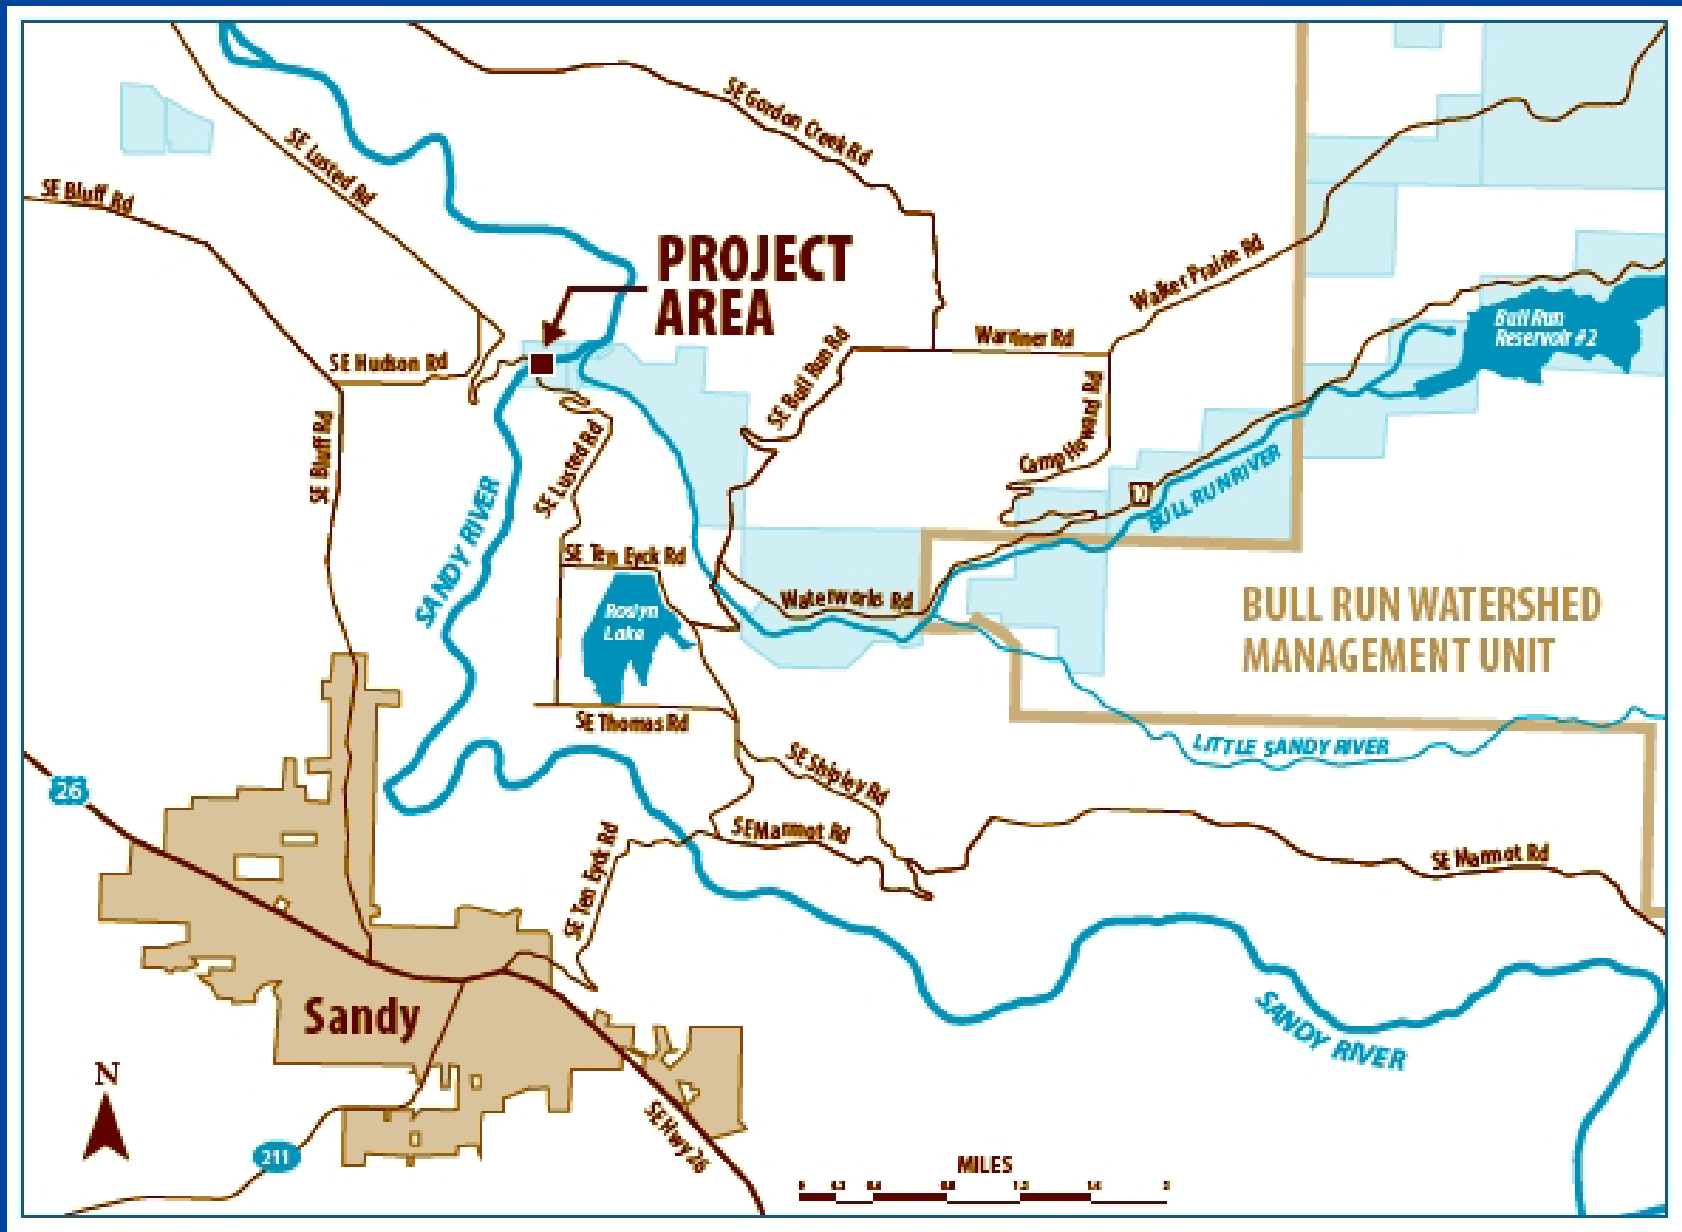 SE Gordon Creek Rd
SE Lusted Rd
SE Bluff Rd
PROJECT
AREA
Walker Prairie Rd
Bull Run
Reservoir #2
SE Hudson Rd
SE Bull Run Rd
Warriner Rd
Camp Howard Rd
SE Bluff Rd
SE Lusted Rd
SANDY RIVER
10
BULL RUN RIVER
SE Ten Eyck Rd
Roslyn
Lake
Waterworks Rd
BULL RUN WATERSHED
MANAGEMENT UNIT
SE Thomas Rd
LITTLE SANDY RIVER
26
SE Shipley Rd
SE Marmot Rd
SE Marmot Rd
SE Ten Eyck Rd
Sandy
SANDY RIVER
N
SE Hwy 26
211
MILES